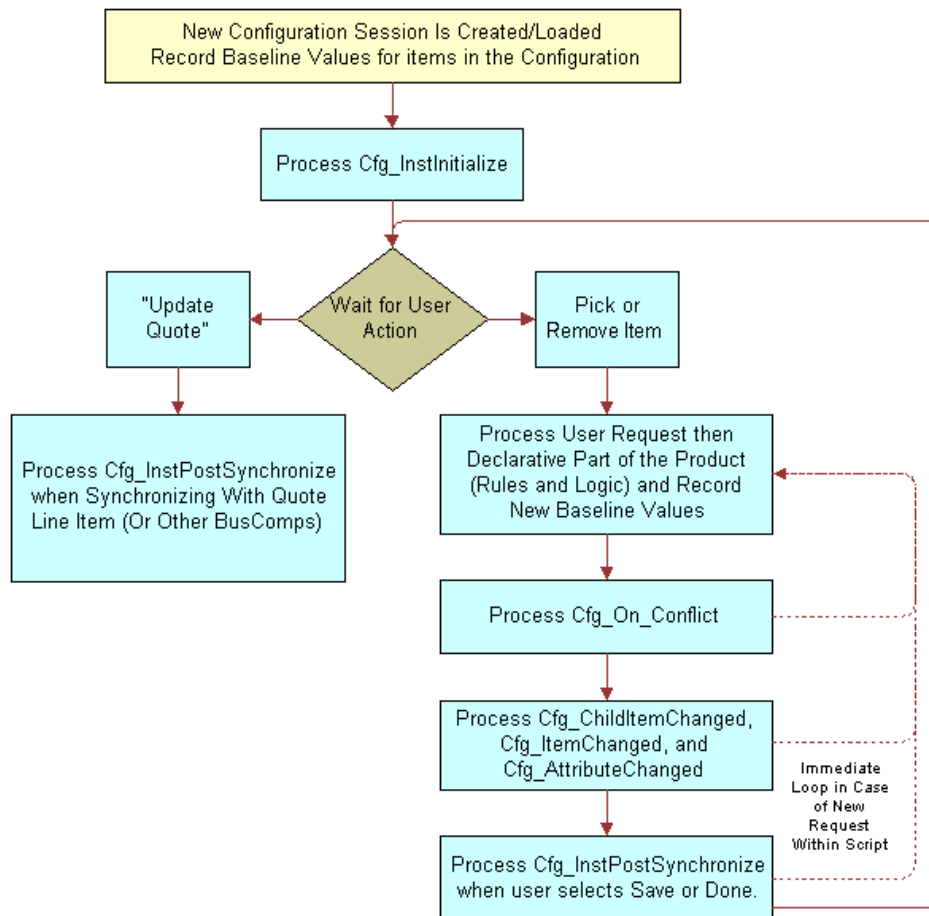 New Configuration Session Is Created/Loaded
Record Baseline Values for items in the Configuration
Process Cfg_InstInitialize
Wait for User
Action
"Update
Quote"
Pick or
Remove Item
Process Cfg_InstPostSynchronize
when Synchronizing With Quote
Line Item (Or Other BusComps)
Process User Request then
Declarative Part of the Product
(Rules and Logic) and Record
New Baseline Values
Process Cfg_On_Conflict
Process Cfg_ChildItemChanged,
Cfg_ItemChanged, and
Cfg_AttributeChanged
Immediate
Loop in Case
of New
Request
Within Script
Process Cfg_InstPostSynchronize
when user selects Save or Done.